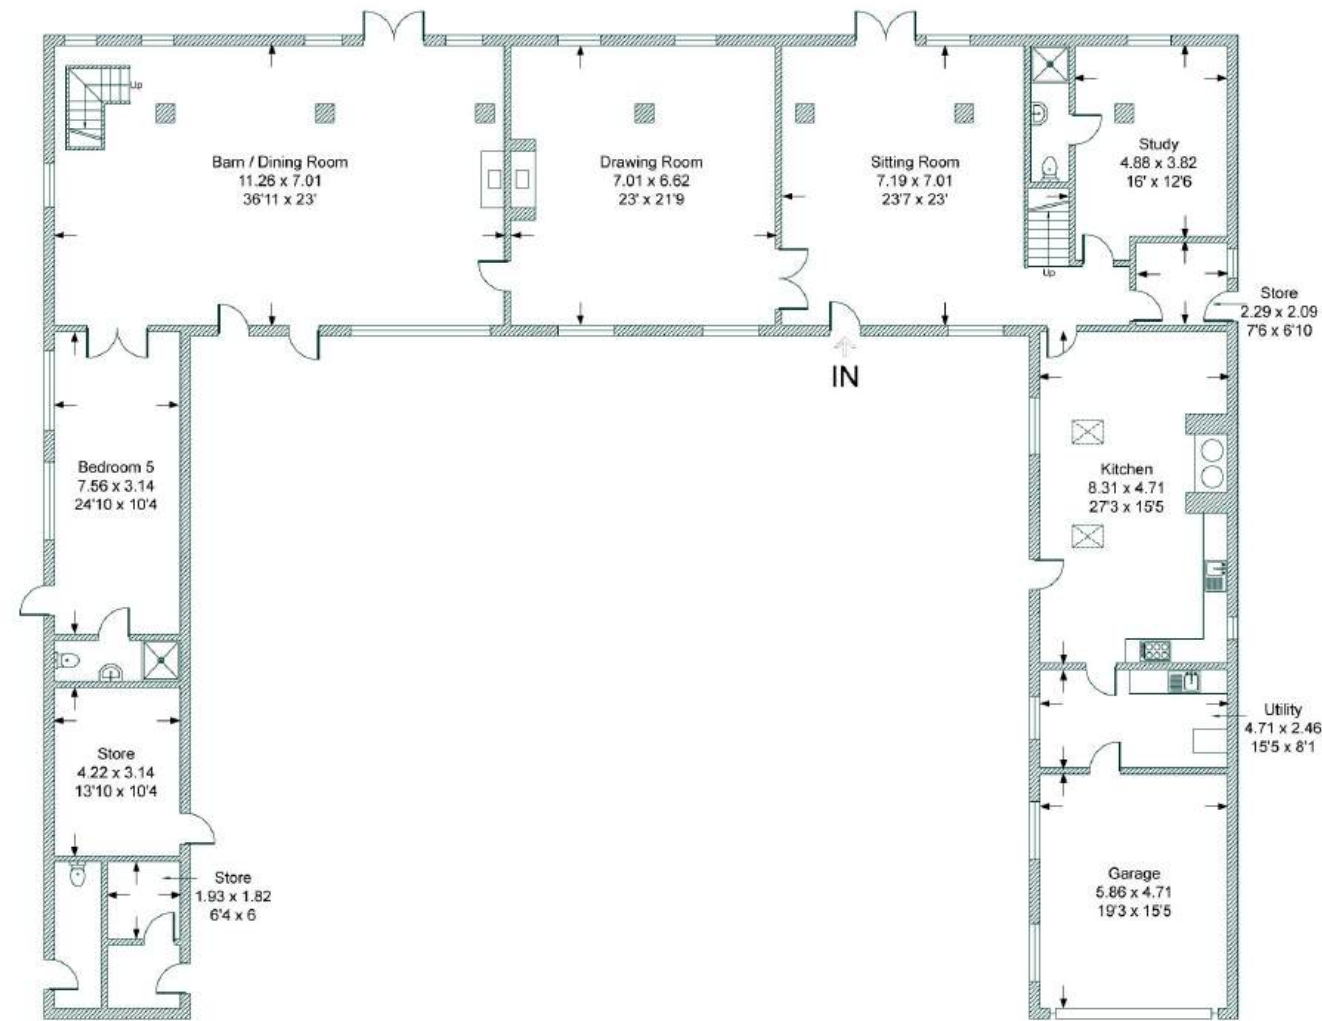 Up
Barn / Dining Room
11.26 x 7.01
36'11 x 23'
Drawing Room
7.01 x 6.62
23' x 21'9
Sitting Room
7.19 x 7.01
23'7 x 23'
Study
4.88 x 3.82
16' x 12'6
Up
Store
2.29 x 2.09
7'6 x 6'10
IN
Bedroom 5
7.56 x 3.14
24'10 x 10'4
Kitchen
8.31 x 4.71
27'3 x 15'5
Utility
4.71 x 2.46
15'5 x 8'1
Store
4.22 x 3.14
13'10 x 10'4
Store
1.93 x 1.82
6'4 x 6
Garage
5.86 x 4.71
19'3 x 15'5